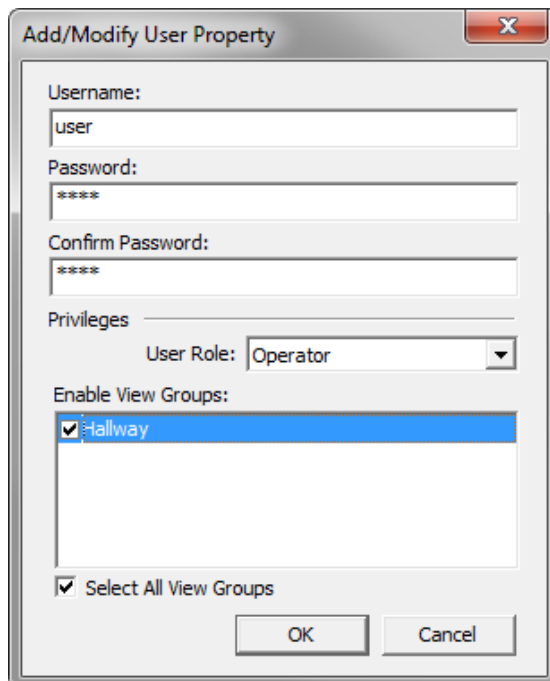 Add/Modify User Property
Username:
user
Password:
****
Confirm Password:
****
Privileges
User Role: Operator
Enable View Groups:
Hallway
Select All View Groups
OK Cancel